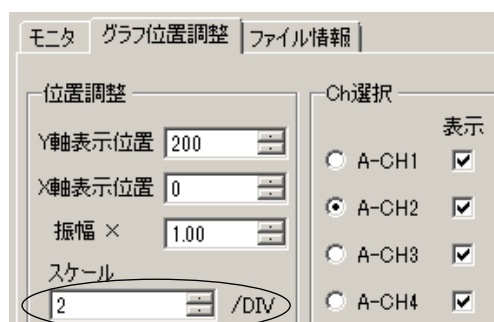 モニタ グラフ位置調整 ファイル情報
位置調整
Y軸表示位置 200
X軸表示位置 0
振幅 × 1.00
スケール
2 /DIV
Ch選択
表示
A-CH1
A-CH2
A-CH3
A-CH4